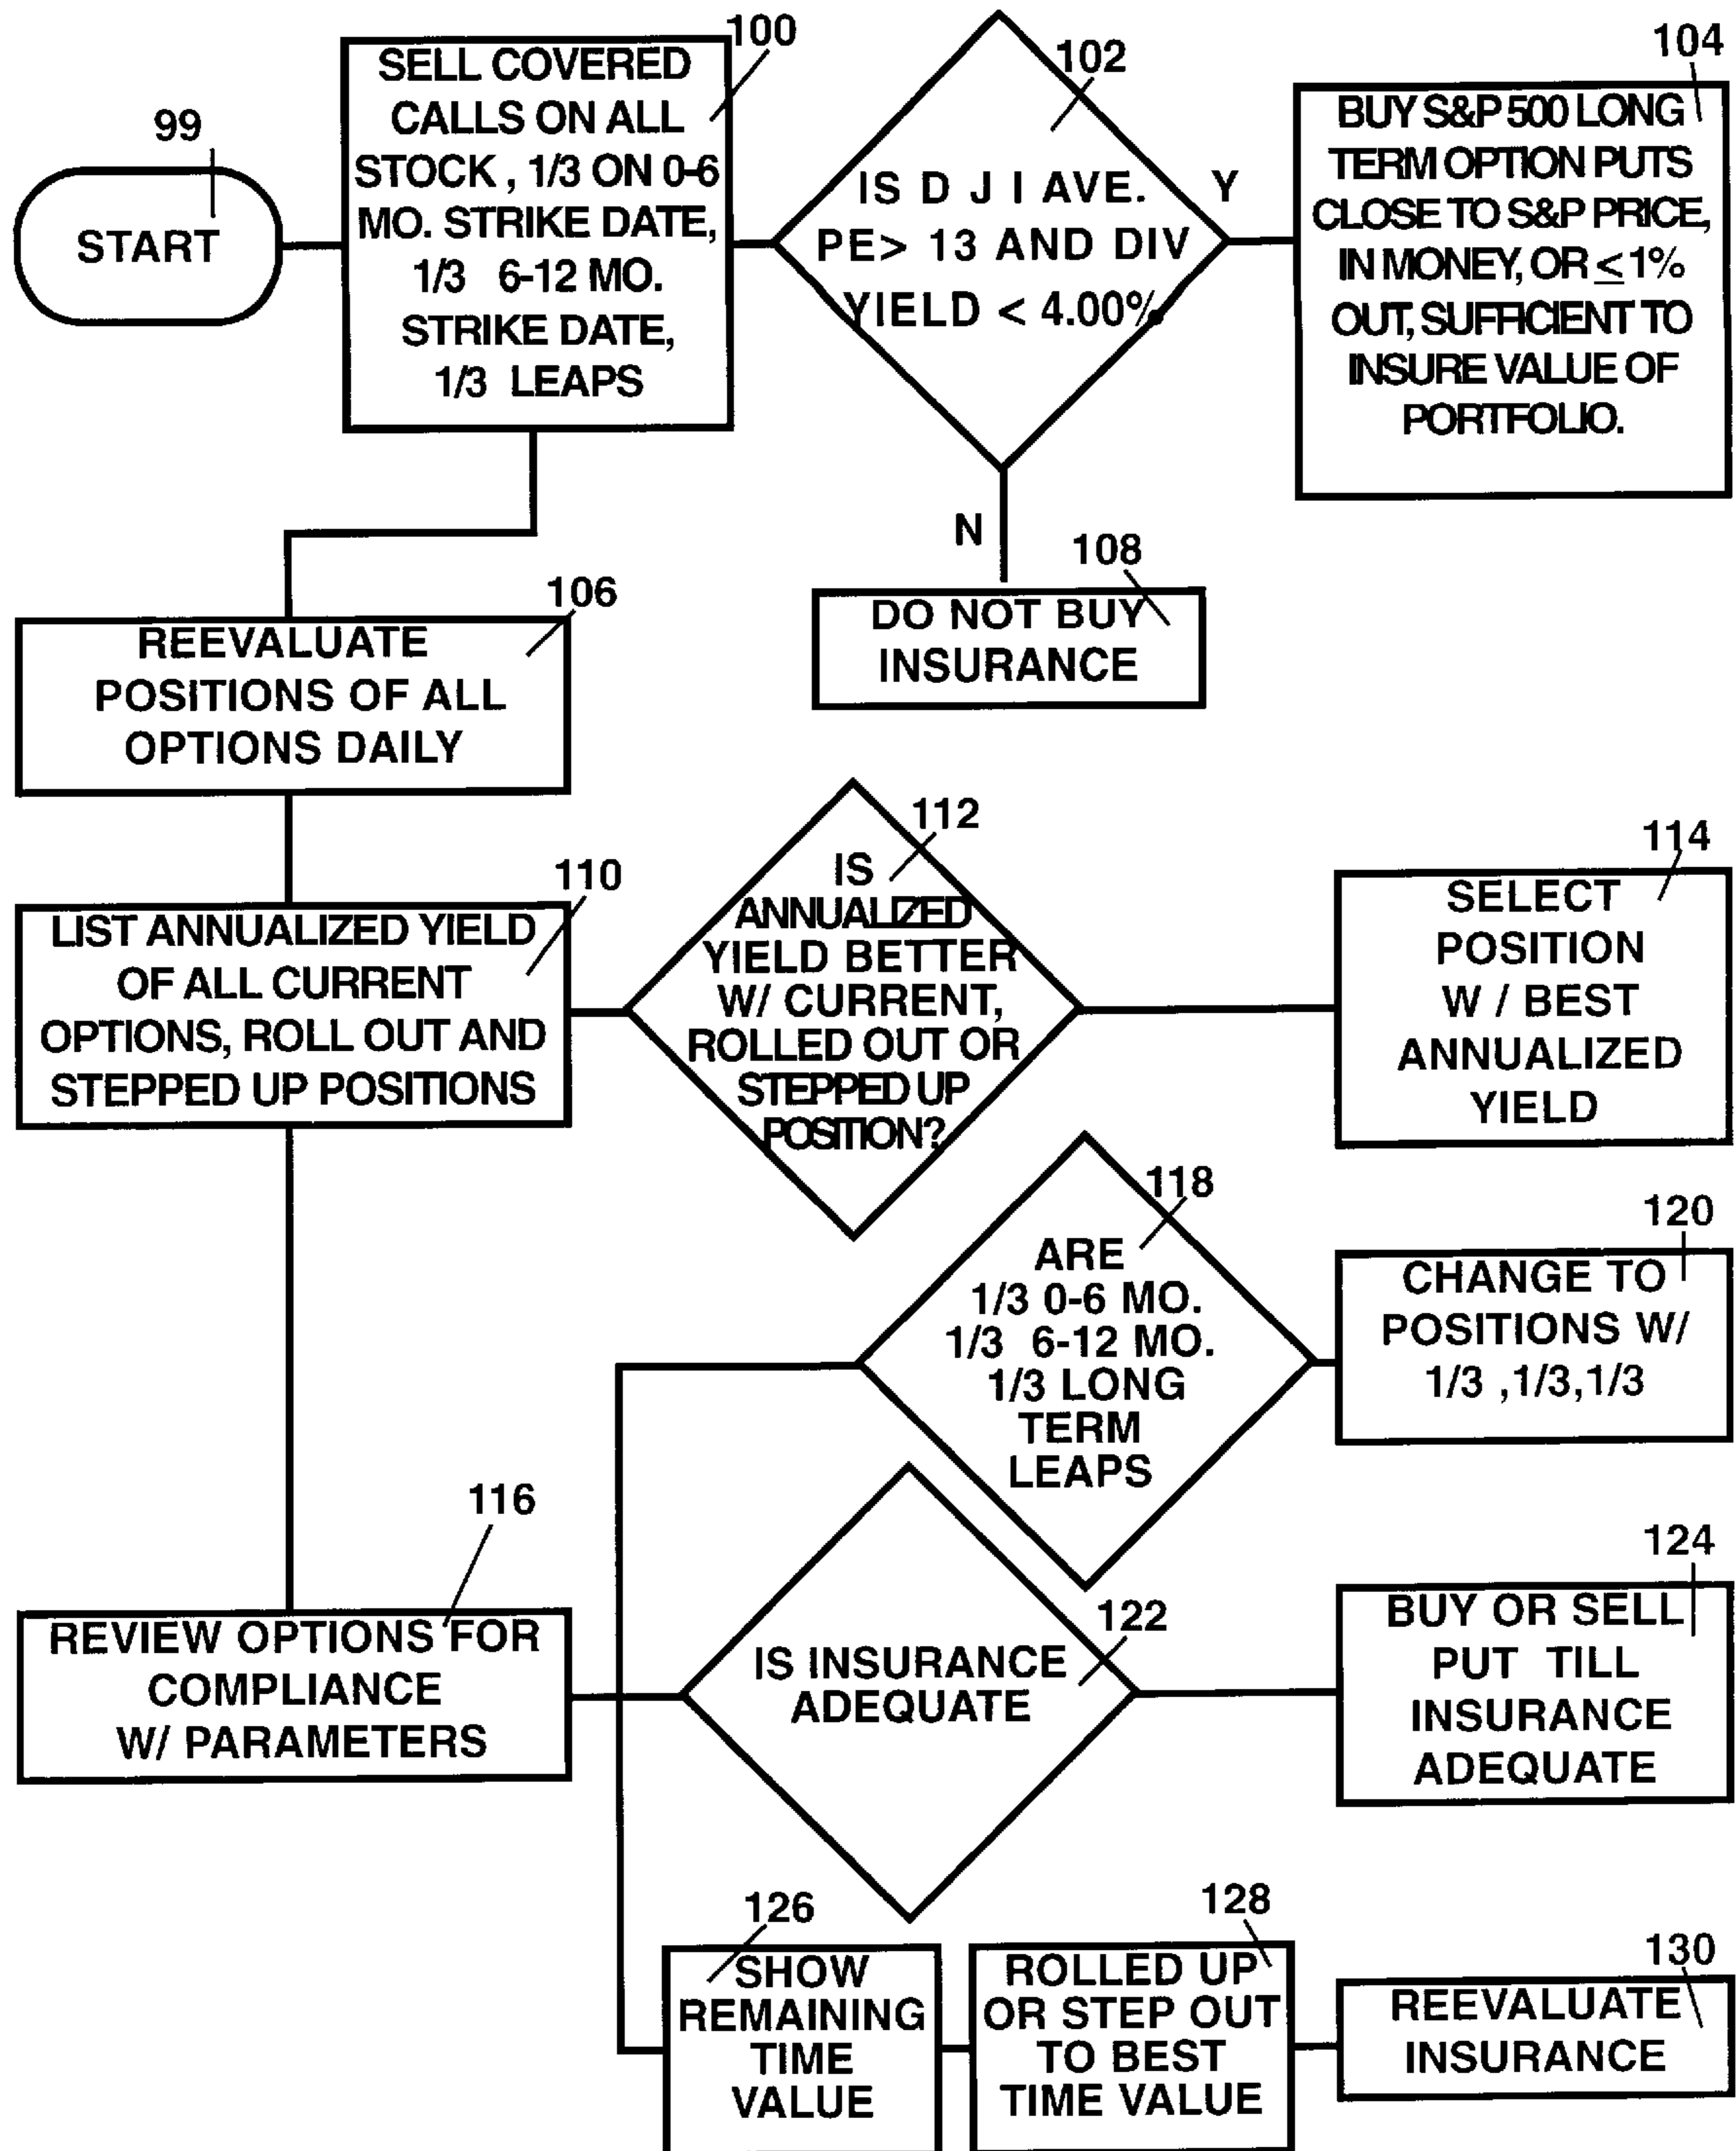 99
START
100
SELL COVERED
CALLS ON ALL
STOCK , 1/3 ON 0-6
MO. STRIKE DATE,
1/3 6-12 MO.
STRIKE DATE,
1/3 LEAPS
102
IS D J I AVE.
PE> 13 AND DIV
YIELD < 4.00%
Y
N
104
BUY S&P 500 LONG
TERM OPTION PUTS
CLOSE TO S&P PRICE,
IN MONEY, OR ≤ 1%
OUT, SUFFICIENT TO
INSURE VALUE OF
PORTFOLIO.
108
DO NOT BUY
INSURANCE
106
REEVALUATE
POSITIONS OF ALL
OPTIONS DAILY
110
LIST ANNUALIZED YIELD
OF ALL CURRENT
OPTIONS, ROLL OUT AND
STEPPED UP POSITIONS
112
IS
ANNUALIZED
YIELD BETTER
W/ CURRENT,
ROLLED OUT OR
STEPPED UP
POSITION?
114
SELECT
POSITION
W / BEST
ANNUALIZED
YIELD
118
ARE
1/3 0-6 MO.
1/3 6-12 MO.
1/3 LONG
TERM
LEAPS
120
CHANGE TO
POSITIONS W/
1/3 ,1/3,1/3
116
REVIEW OPTIONS FOR
COMPLIANCE
W/ PARAMETERS
122
IS INSURANCE
ADEQUATE
124
BUY OR SELL
PUT TILL
INSURANCE
ADEQUATE
126
SHOW
REMAINING
TIME
VALUE
128
ROLLED UP
OR STEP OUT
TO BEST
TIME VALUE
130
REEVALUATE
INSURANCE